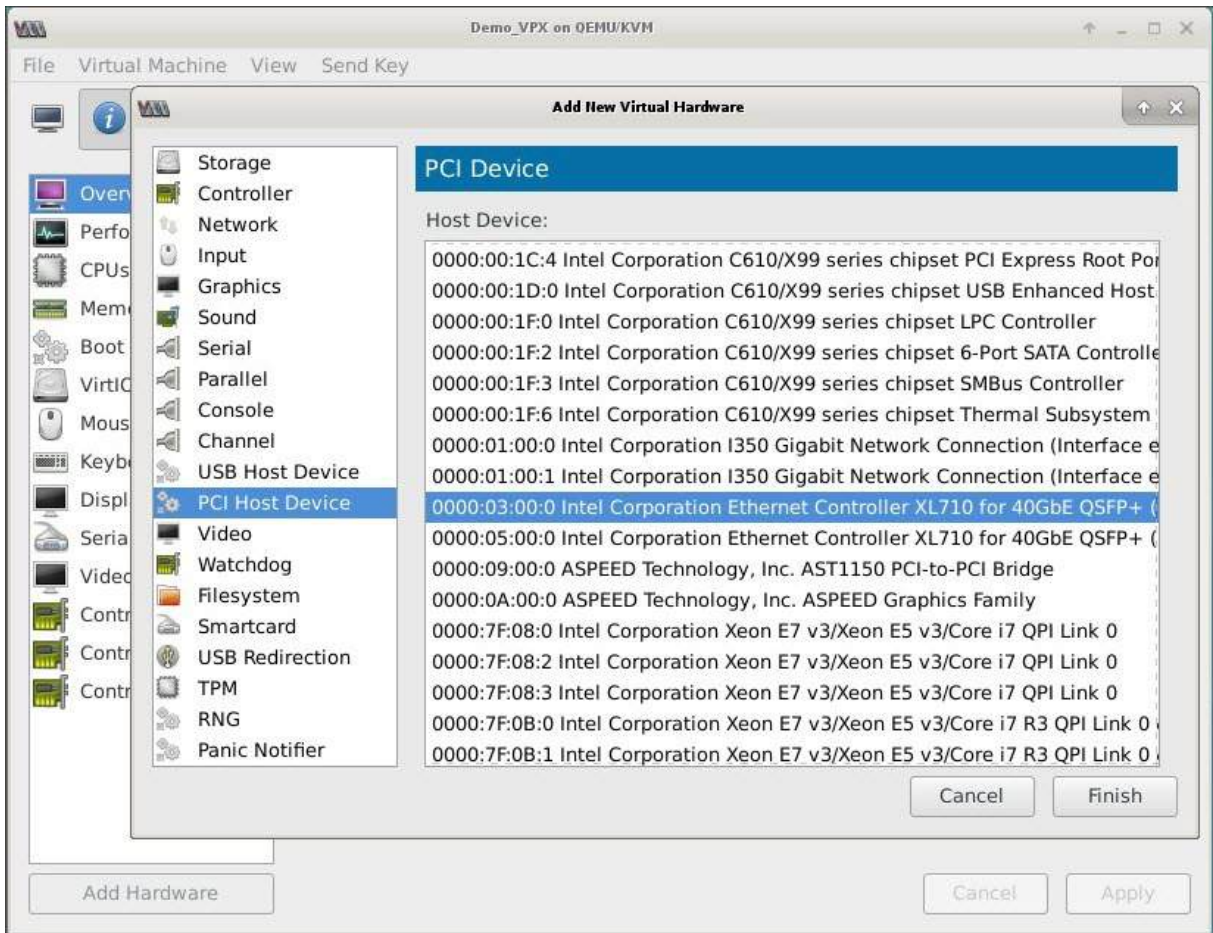 Demo_VPX on QEMU/KVM
File Virtual Machine View Send Key
Add New Virtual Hardware
Overv
Perfo
CPUs
Mem
Boot
VirtIO
Mous
Keyb
Displ
Seria
Video
Contr
Contr
Contr
Storage
Controller
Network
Input
Graphics
Sound
Serial
Parallel
Console
Channel
USB Host Device
PCI Host Device
Video
Watchdog
Filesystem
Smartcard
USB Redirection
TPM
RNG
Panic Notifier
PCI Device
Host Device:
0000:00:1C:4 Intel Corporation C610/X99 series chipset PCI Express Root Por
0000:00:1D:0 Intel Corporation C610/X99 series chipset USB Enhanced Host
0000:00:1F:0 Intel Corporation C610/X99 series chipset LPC Controller
0000:00:1F:2 Intel Corporation C610/X99 series chipset 6-Port SATA Controlle
0000:00:1F:3 Intel Corporation C610/X99 series chipset SMBus Controller
0000:00:1F:6 Intel Corporation C610/X99 series chipset Thermal Subsystem
0000:01:00:0 Intel Corporation I350 Gigabit Network Connection (Interface e
0000:01:00:1 Intel Corporation I350 Gigabit Network Connection (Interface e
0000:03:00:0 Intel Corporation Ethernet Controller XL710 for 40GbE QSFP+ (
0000:05:00:0 Intel Corporation Ethernet Controller XL710 for 40GbE QSFP+ (
0000:09:00:0 ASPEED Technology, Inc. AST1150 PCI-to-PCI Bridge
0000:0A:00:0 ASPEED Technology, Inc. ASPEED Graphics Family
0000:7F:08:0 Intel Corporation Xeon E7 v3/Xeon E5 v3/Core i7 QPI Link 0
0000:7F:08:2 Intel Corporation Xeon E7 v3/Xeon E5 v3/Core i7 QPI Link 0
0000:7F:08:3 Intel Corporation Xeon E7 v3/Xeon E5 v3/Core i7 QPI Link 0
0000:7F:0B:0 Intel Corporation Xeon E7 v3/Xeon E5 v3/Core i7 R3 QPI Link 0
0000:7F:0B:1 Intel Corporation Xeon E7 v3/Xeon E5 v3/Core i7 R3 QPI Link 0
Cancel Finish
Add Hardware
Cancel Apply